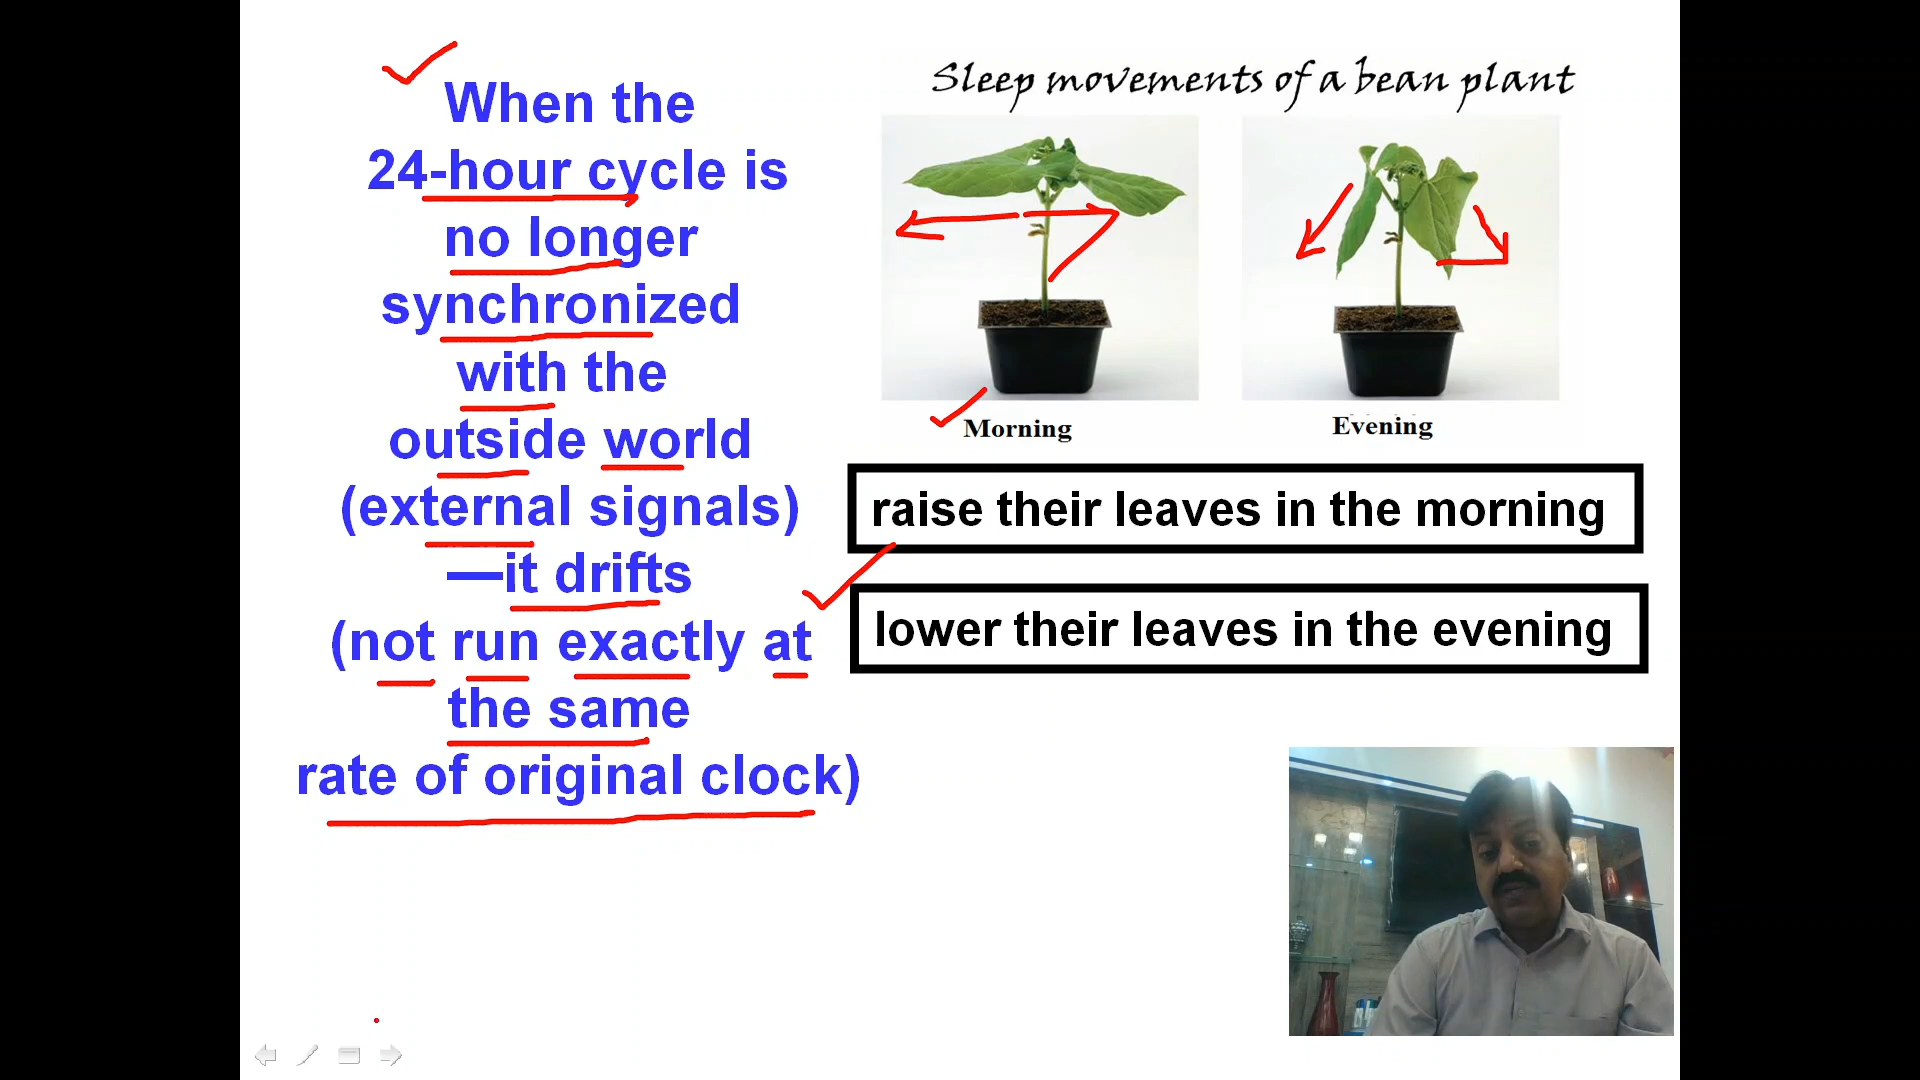 When the
24-hour cycle is
no longer
synchronized
with the
outside world
(external signals)
—it drifts
(not run exactly at
the same
rate of original clock)
Sleep movements of a bean plant
Morning
Evening
raise their leaves in the morning
lower their leaves in the evening